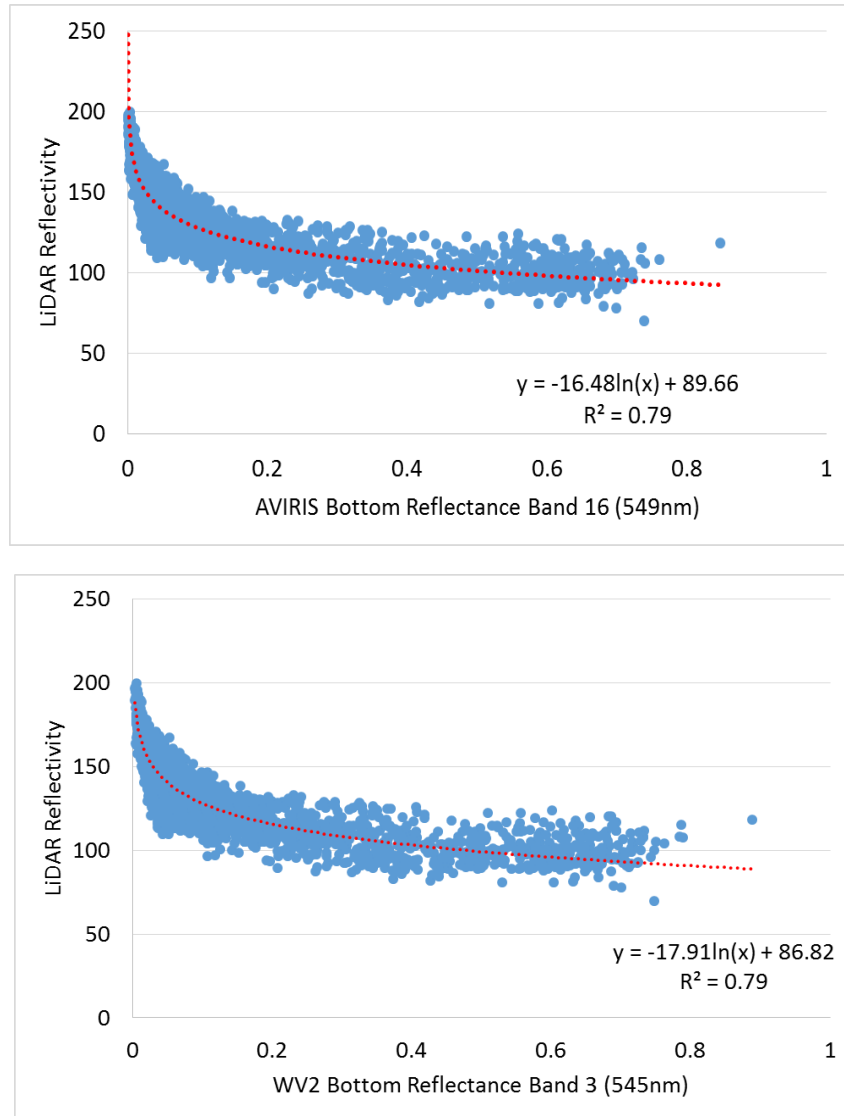 250
200
150
100
50
0
LiDAR Reflectivity
y = -16.48ln(x) + 89.66
R² = 0.79
0 0.2 0.4 0.6 0.8 1
AVIRIS Bottom Reflectance Band 16 (549nm)
250
200
150
100
50
0
LiDAR Reflectivity
y = -17.91ln(x) + 86.82
R² = 0.79
0 0.2 0.4 0.6 0.8 1
WV2 Bottom Reflectance Band 3 (545nm)